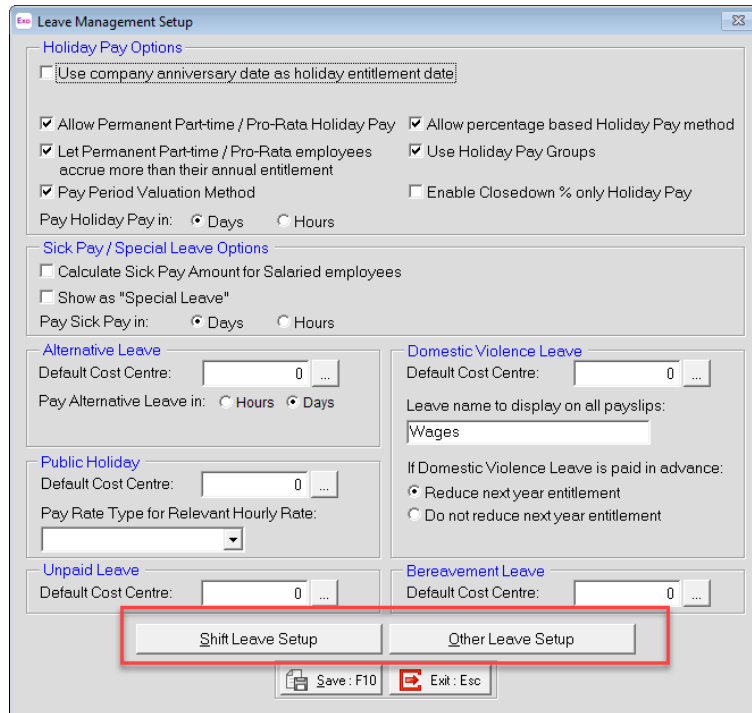 Exo Leave Management Setup
Holiday Pay Options
Use company anniversary date as holiday entitlement date
Allow Permanent Part-time / Pro-Rata Holiday Pay
Allow percentage based Holiday Pay method
Let Permanent Part-time / Pro-Rata employees
accrue more than their annual entitlement
Use Holiday Pay Groups
Pay Period Valuation Method
Enable Closedown % only Holiday Pay
Pay Holiday Pay in: Days Hours
Sick Pay / Special Leave Options
Calculate Sick Pay Amount for Salaried employees
Show as "Special Leave"
Pay Sick Pay in: Days Hours
Alternative Leave
Default Cost Centre: 0 ...
Pay Alternative Leave in: Hours Days
Domestic Violence Leave
Default Cost Centre: 0 ...
Leave name to display on all payslips:
Wages
If Domestic Violence Leave is paid in advance:
Reduce next year entitlement
Do not reduce next year entitlement
Public Holiday
Default Cost Centre: 0 ...
Pay Rate Type for Relevant Hourly Rate:
Unpaid Leave
Default Cost Centre: 0 ...
Bereavement Leave
Default Cost Centre: 0 ...
Shift Leave Setup
Other Leave Setup
Save : F10
Exit : Esc